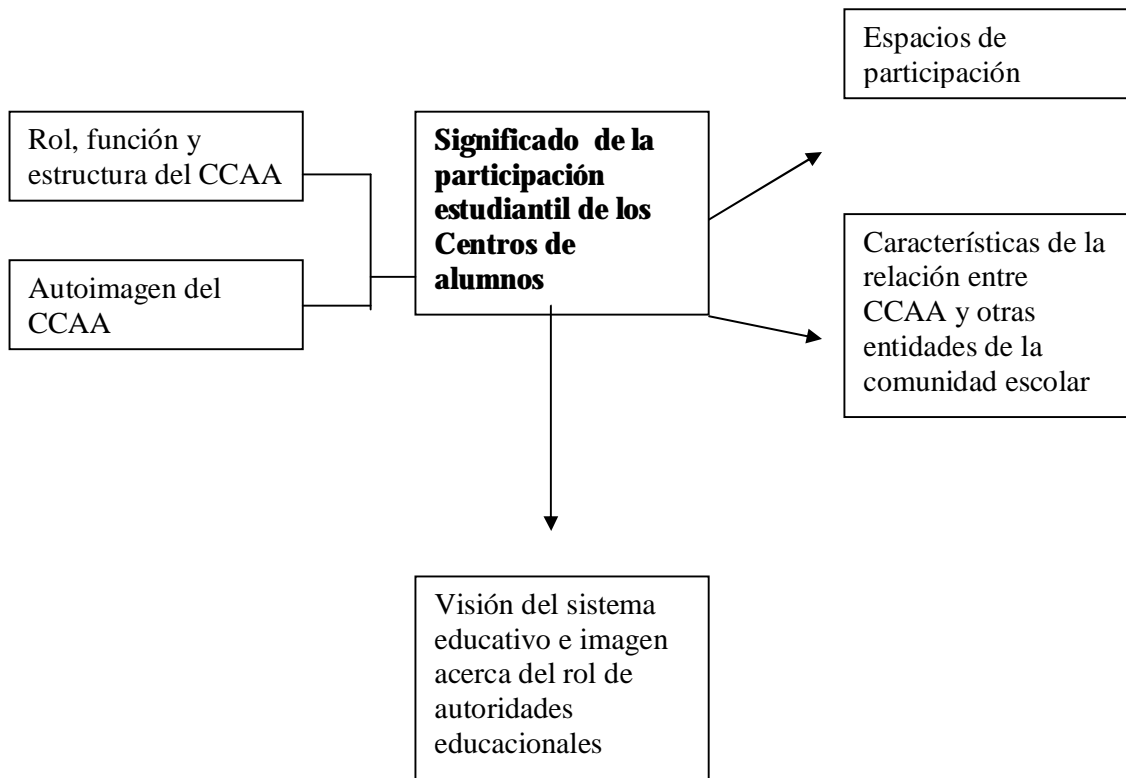 Espacios de
participación
Rol, función y
estructura del CCAA
Significado de la
participación
estudiantil de los
Centros de
alumnos
Autoimagen del
CCAA
Característícas de la
relación entre
CCAA y otras
entidades de la
comunidad escolar
Visión del sistema
educativo e imagen
acerca del rol de
autoridades
educacionales